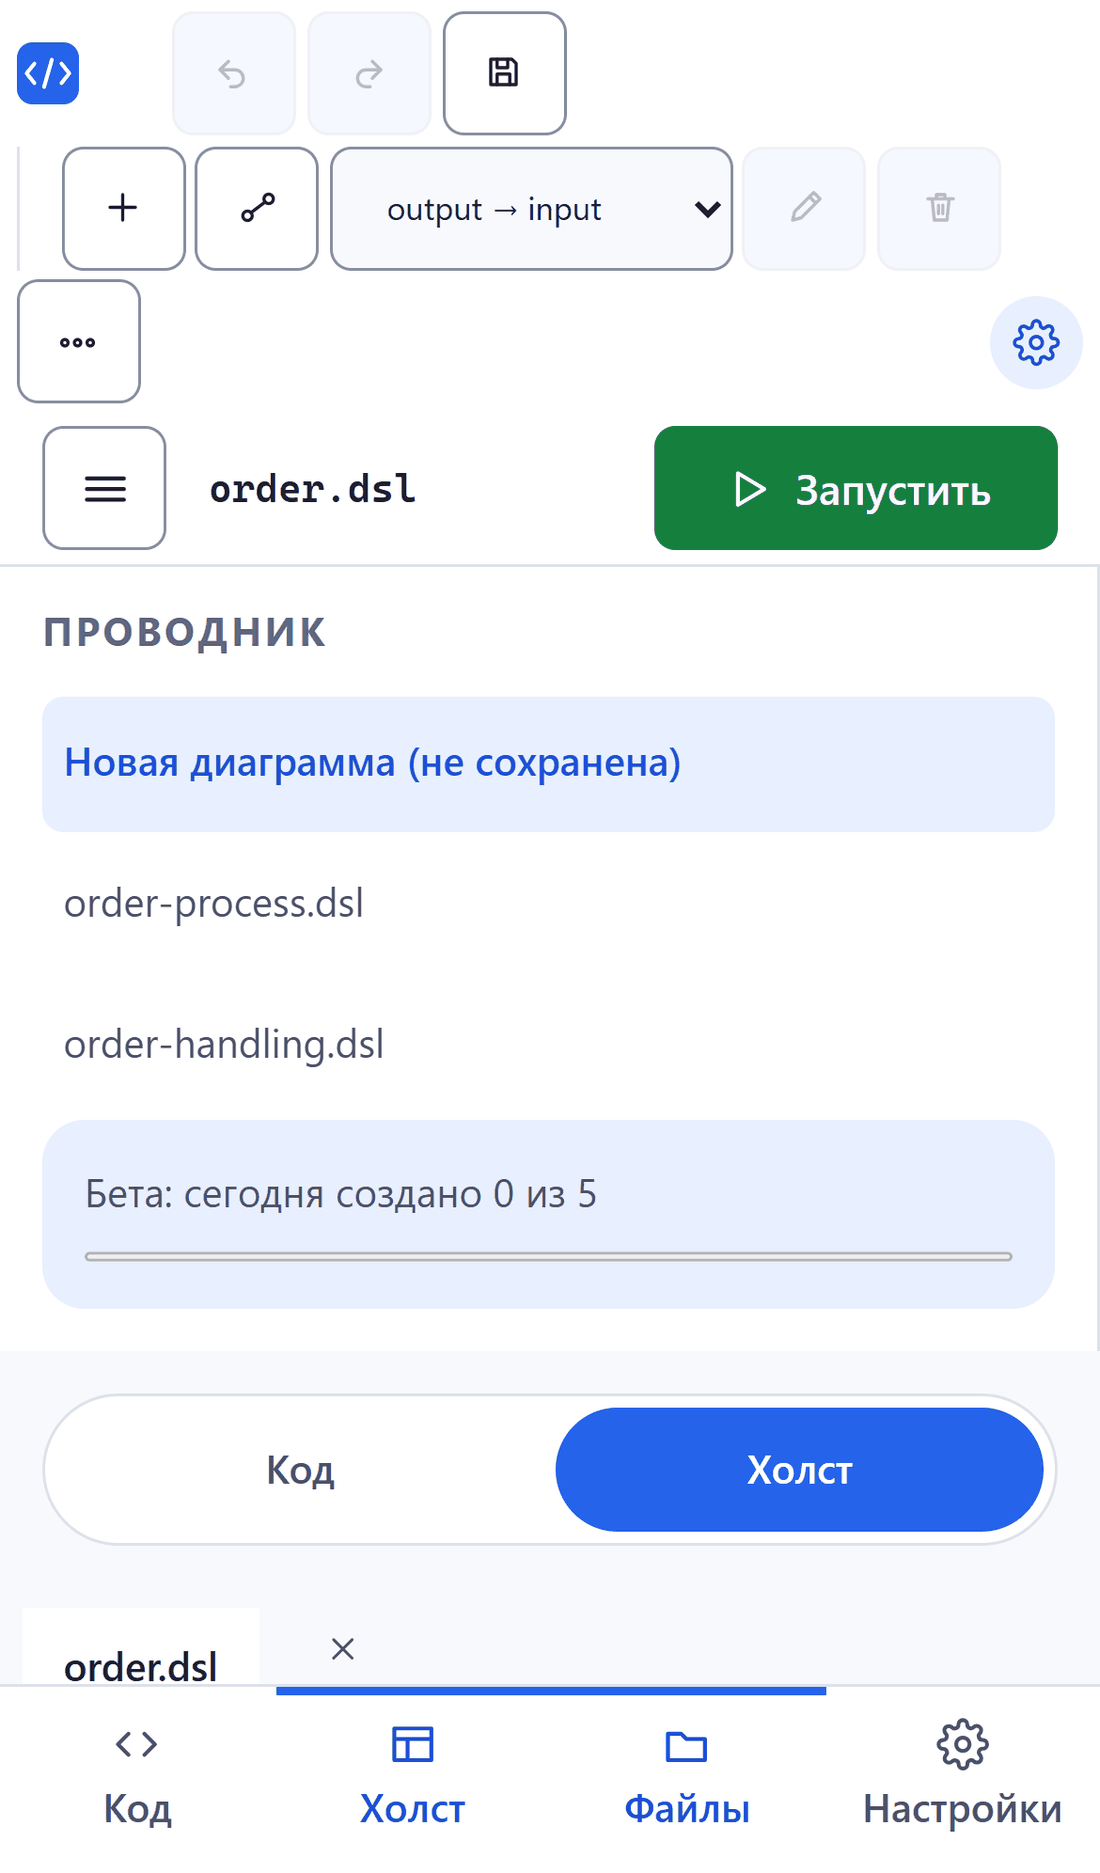 output → input
order.dsl
Запустить
ПРОВОДНИК
Новая диаграмма (не сохранена)
order-process.dsl
order-handling.dsl
Бета: сегодня создано 0 из 5
Код
Холст
order.dsl
Код
Холст
Файлы
Настройки